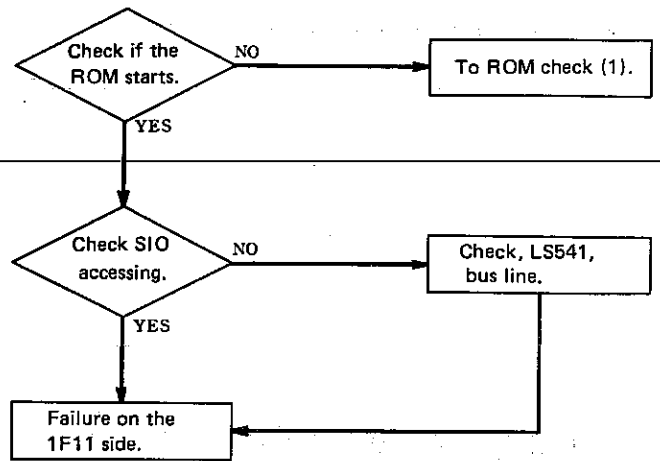 Check if the
ROM starts.
NO
To ROM check (1).
YES
Check SIO
accessing.
NO
Check, LS541,
bus line.
YES
Failure on the
1F11 side.